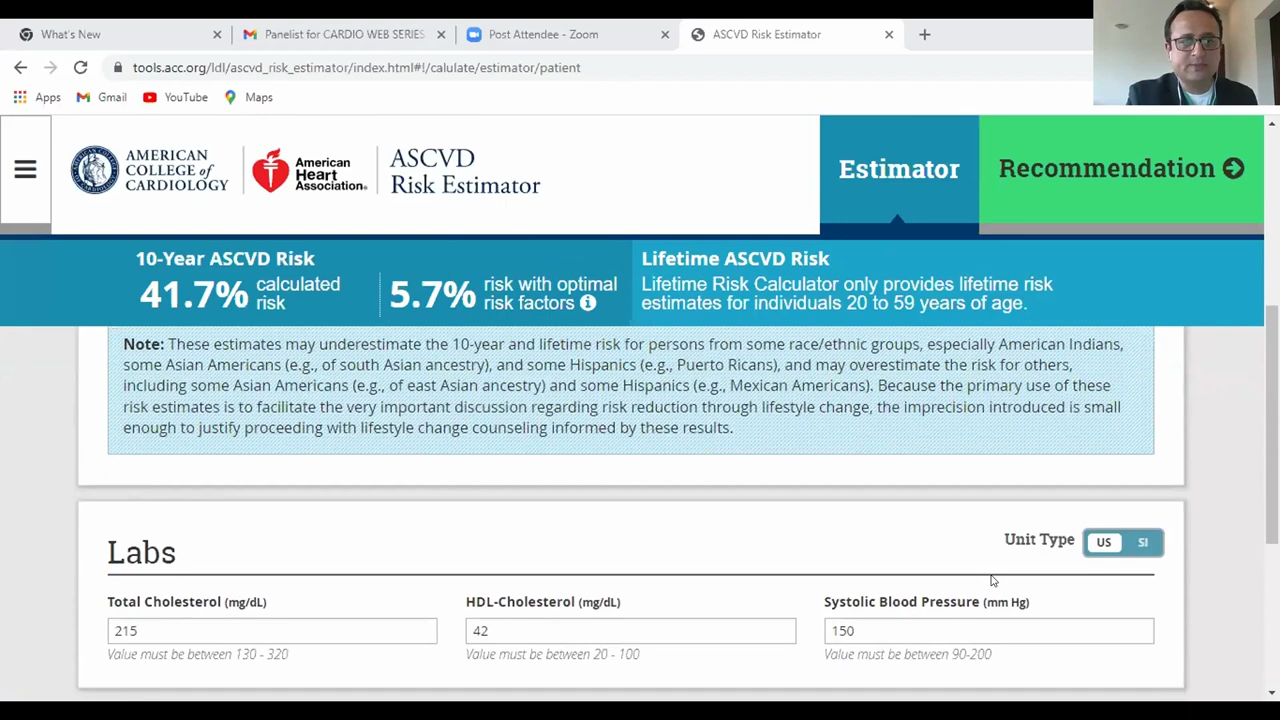 What's New
Panelist for CARDIO WEB SERIES
Post Attendee - Zoom
ASCVD Risk Estimator
tools.acc.org/ldl/ascvd_risk_estimator/index.html#!/calulate/estimator/patient
Apps
Gmail
YouTube
Maps
AMERICAN
COLLEGE of
CARDIOLOGY
American
Heart
Association.
ASCVD
Risk Estimator
Estimator
Recommendation
10-Year ASCVD Risk
41.7% calculated
risk
5.7% risk with optimal
risk factors
Lifetime ASCVD Risk
Lifetime Risk Calculator only provides lifetime risk
estimates for individuals 20 to 59 years of age.
Note: These estimates may underestimate the 10-year and lifetime risk for persons from some race/ethnic groups, especially American Indians,
some Asian Americans (e.g., of south Asian ancestry), and some Hispanics (e.g., Puerto Ricans), and may overestimate the risk for others,
including some Asian Americans (e.g., of east Asian ancestry) and some Hispanics (e.g., Mexican Americans). Because the primary use of these
risk estimates is to facilitate the very important discussion regarding risk reduction through lifestyle change, the imprecision introduced is small
enough to justify proceeding with lifestyle change counseling informed by these results.
Labs
Unit Type US SI
Total Cholesterol (mg/dL)
215
Value must be between 130 - 320
HDL-Cholesterol (mg/dL)
42
Value must be between 20 - 100
Systolic Blood Pressure (mm Hg)
150
Value must be between 90-200